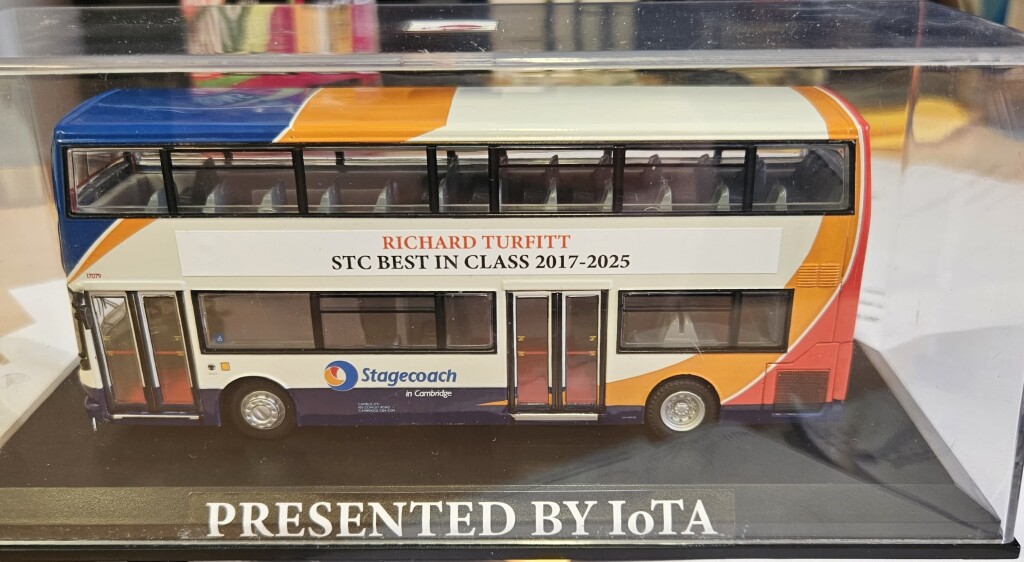 RICHARD TURFITT
STC BEST IN CLASS 2017-2025
17079
Stagecoach
in Cambridge
PRESENTED BY IoTA